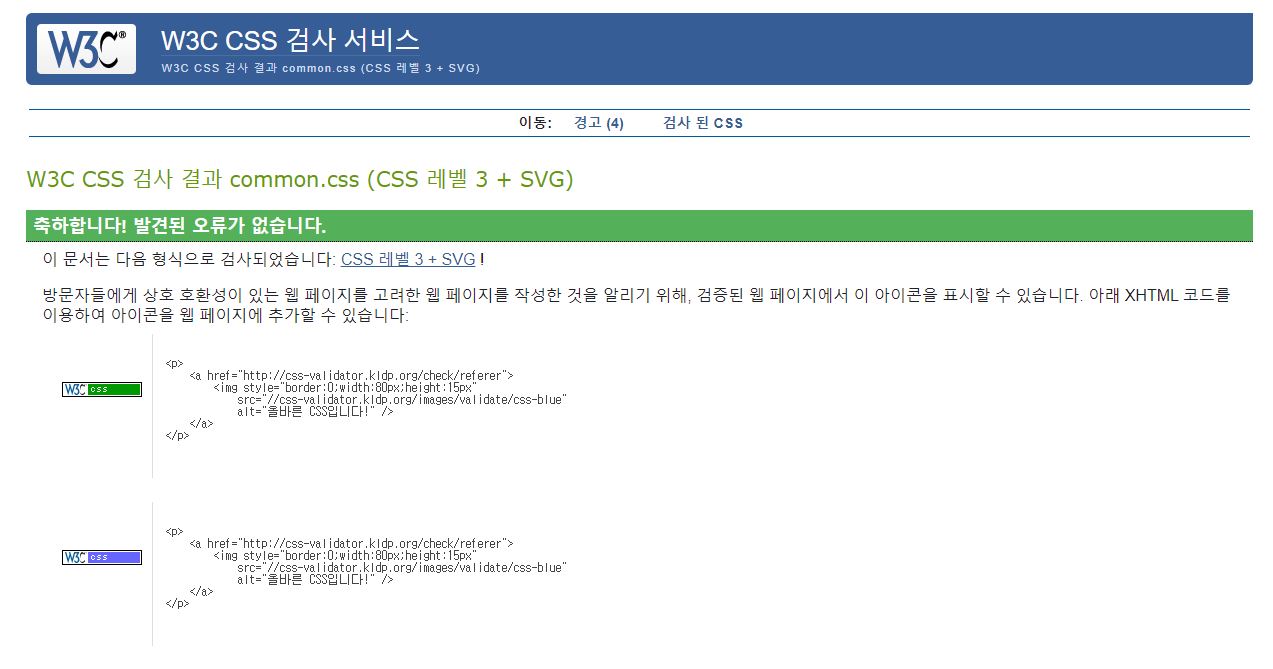 W3C®
W3C CSS 검사 서비스
W3C CSS 검사 결과 common.css (CSS 레벨 3 + SVG)
이동: 경고 (4) 검사 된 CSS
W3C CSS 검사 결과 common.css (CSS 레벨 3 + SVG)
축하합니다! 발견된 오류가 없습니다.
이 문서는 다음 형식으로 검사되었습니다: CSS 레벨 3 + SVG !
방문자들에게 상호 호환성이 있는 웹 페이지를 고려한 웹 페이지를 작성한 것을 알리기 위해, 검증된 웹 페이지에서 이 아이콘을 표시할 수 있습니다. 아래 XHTML 코드를
이용하여 아이콘을 웹 페이지에 추가할 수 있습니다:
W3C css
<p>
<a href="http://css-validator.kldp.org/check/referer">
<img style="border:0;width:80px;height:15px"
src="//css-validator.kldp.org/images/validate/css-blue"
alt="올바른 CSS입니다!" />
</a>
</p>
W3C css
<p>
<a href="http://css-validator.kldp.org/check/referer">
<img style="border:0;width:80px;height:15px"
src="//css-validator.kldp.org/images/validate/css-blue"
alt="올바른 CSS입니다!" />
</a>
</p>